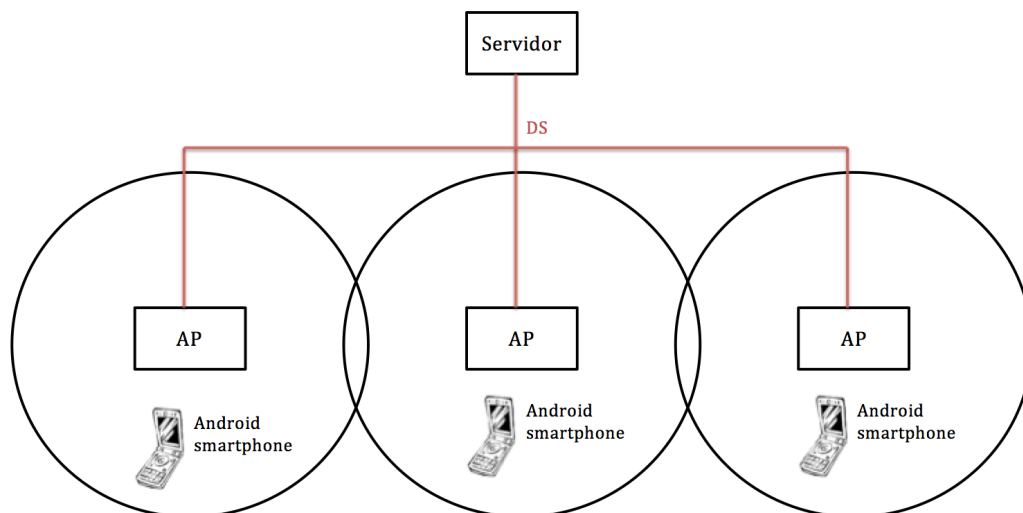 Servidor
DS
AP
AP
AP
Android
smartphone
Android
smartphone
Android
smartphone